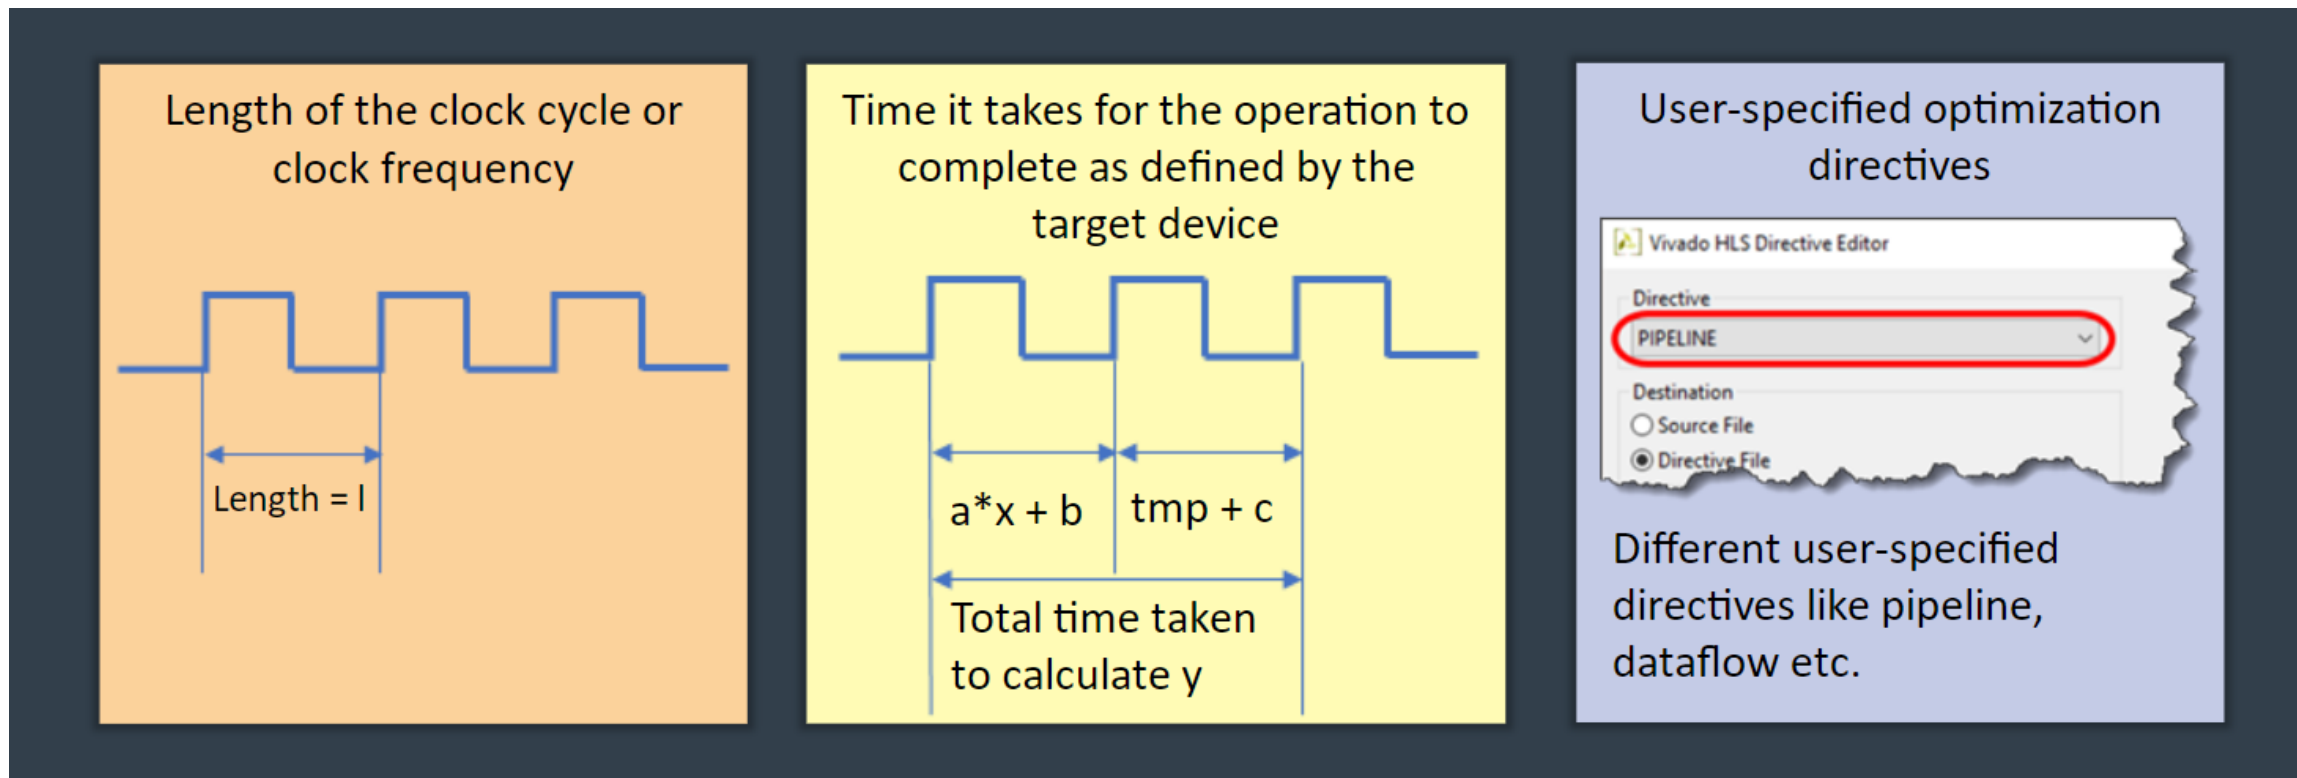 Length of the clock cycle or
clock frequency
Length = l
Time it takes for the operation to
complete as defined by the
target device
a*x + b
tmp + c
Total time taken
to calculate y
User-specified optimization
directives
Vivado HLS Directive Editor
Directive
PIPELINE
Destination
Source File
Directive File
Different user-specified
directives like pipeline,
dataflow etc.